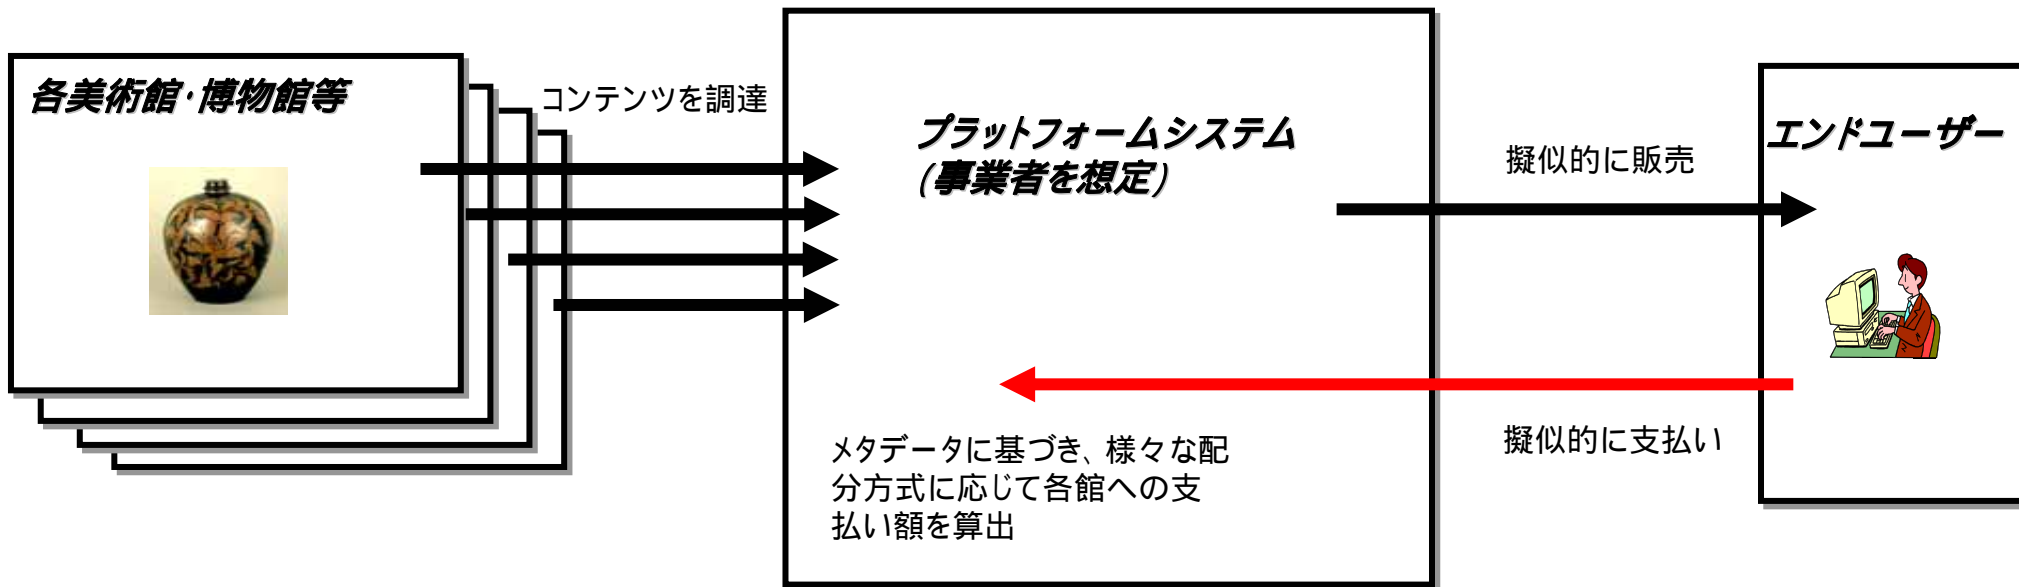 各美術館・博物館等
コンテンツを調達
プラットフォームシステム
(事業者を想定)
擬似的に販売
エンドユーザー
擬似的に支払い
メタデータに基づき、様々な配
分方式に応じて各館への支
払い額を算出